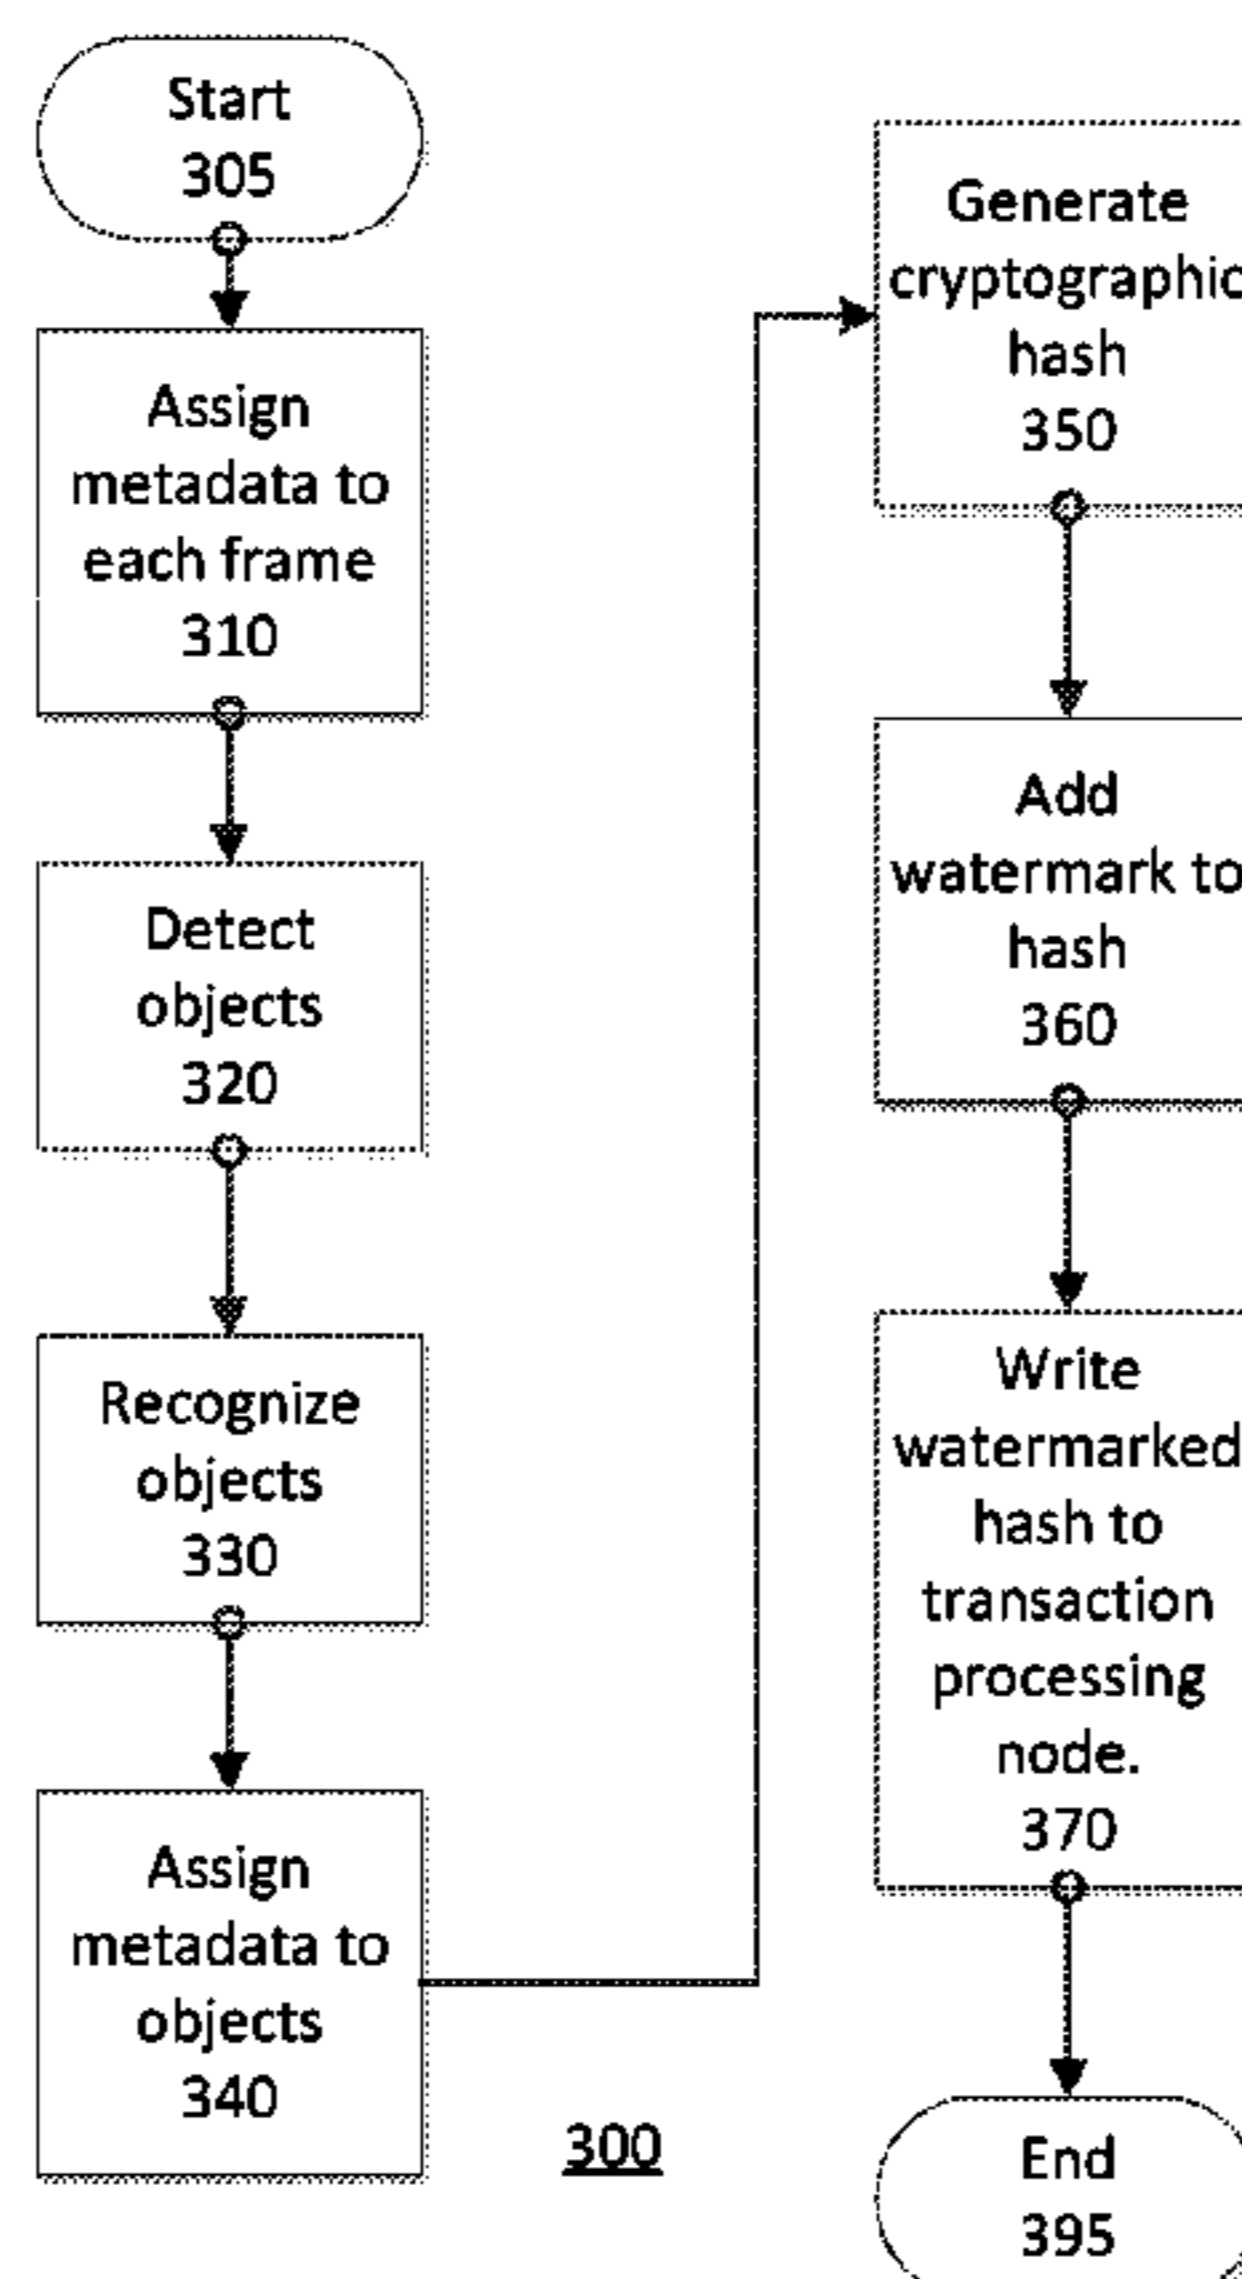 Start
305
Assign
metadata to
each frame
310
Detect
objects
320
Recognize
objects
330
Assign
metadata to
objects
340
300
Generate
cryptographic
hash
350
Add
watermark to
hash
360
Write
watermarked
hash to
transaction
processing
node.
370
End
395